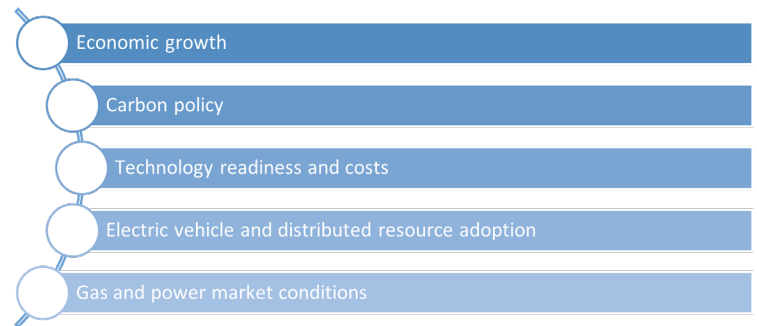 Economic growth
Carbon policy
Technology readiness and costs
Electric vehicle and distributed resource adoption
Gas and power market conditions